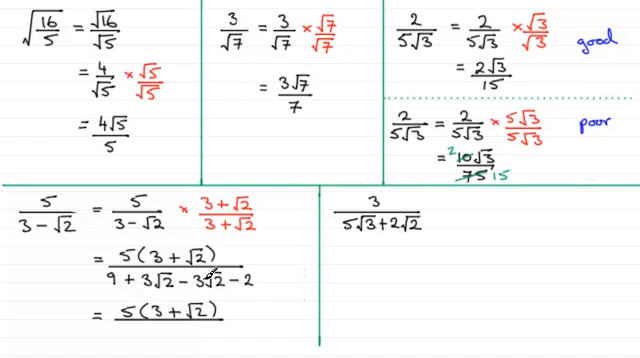 √(16/5) = √16/√5
= 4/√5 × √5/√5
= 4√5/5
3/√7 = 3/√7 × √7/√7
= 3√7/7
2/(5√3) = 2/(5√3) × √3/√3 good
= 2√3/15
2/(5√3) = 2/(5√3) × 5√3/5√3 poor
= 2 10√3/75 15
5/(3 − √2) = 5/(3 − √2) × (3 + √2)/(3 + √2)
= 5(3 + √2)/(9 + 3√2 − 3√2 − 2)
= 5(3 + √2)
3/(5√3 + 2√2)